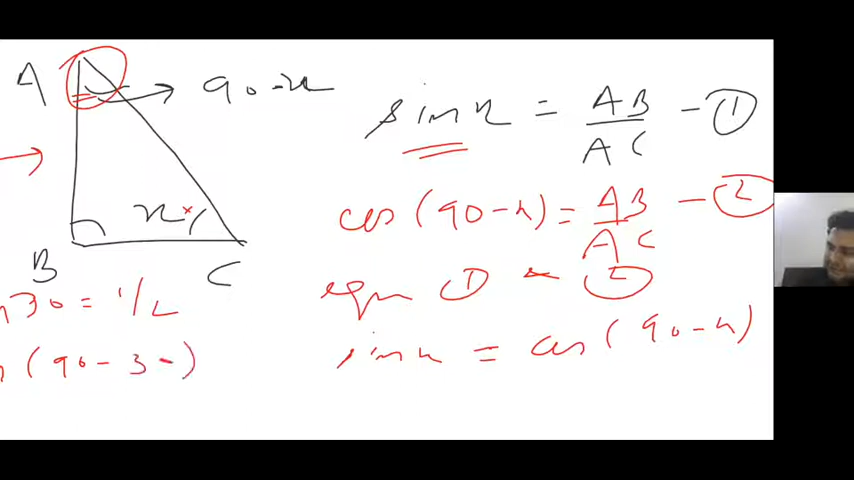 A
90-x
x
B
C
30 = 1/2
(90-30)
sin x = AB/AC - ①
cos (90-x) = AB/AC - ②
eqn ① & ②
sin x = cos (90-x)